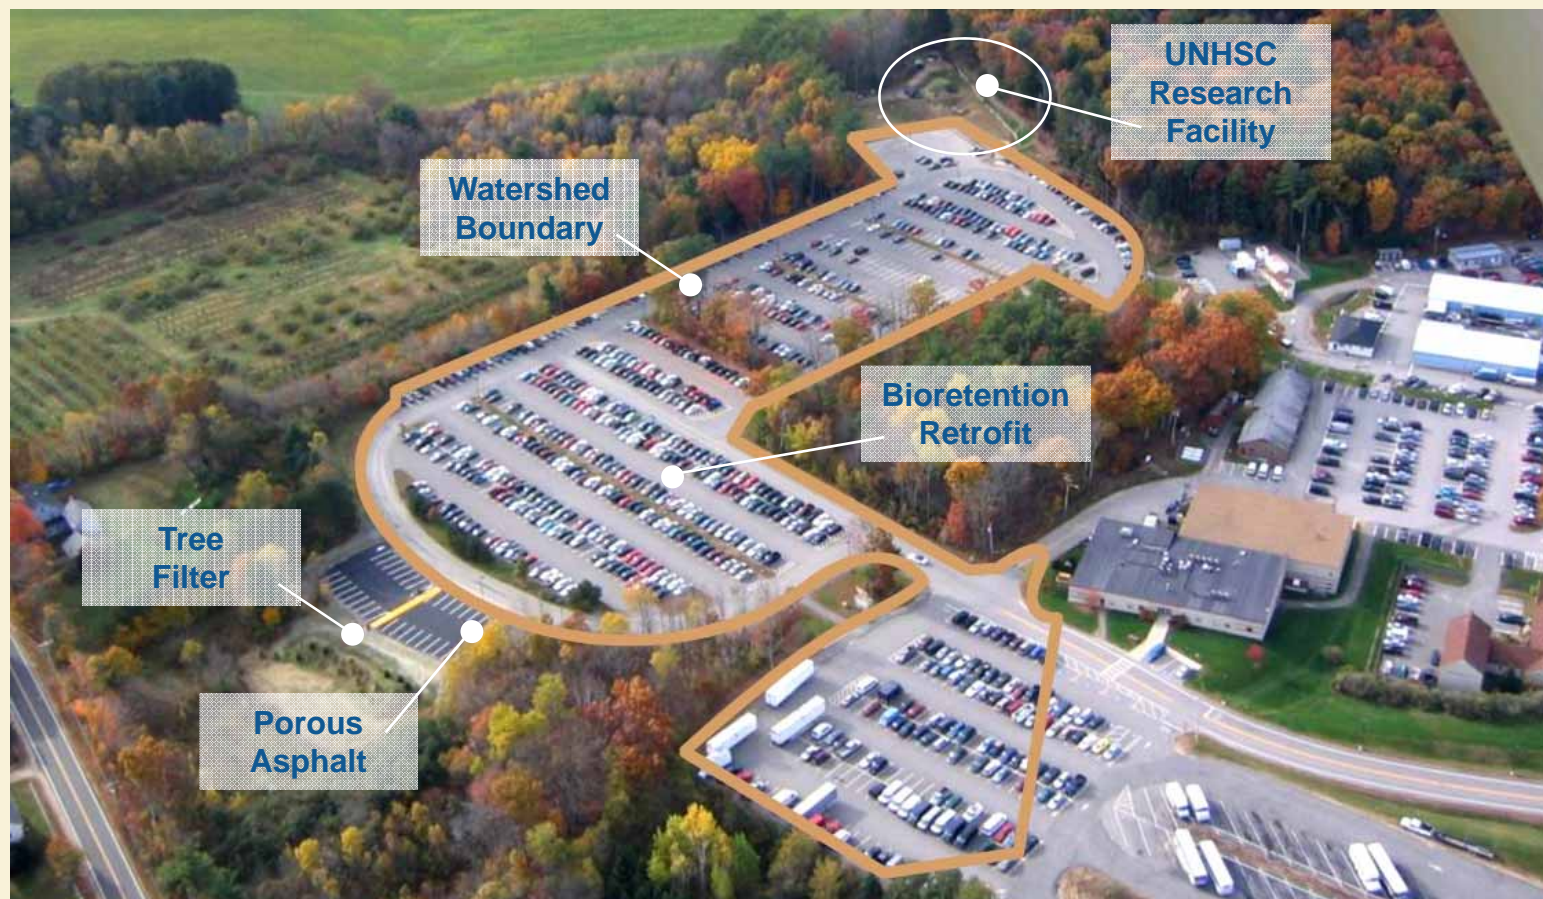 UNHSC
Research
Facility
Watershed
Boundary
Bioretention
Retrofit
Tree
Filter
Porous
Asphalt